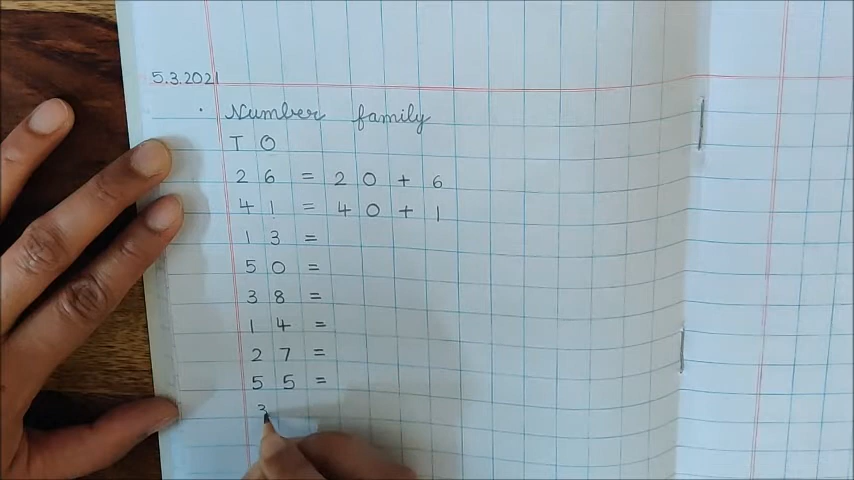 5.3.2021
Number family
T O
2 6 = 2 0 + 6
4 1 = 4 0 + 1
1 3 =
5 0 =
3 8 =
1 4 =
2 7 =
5 5 =